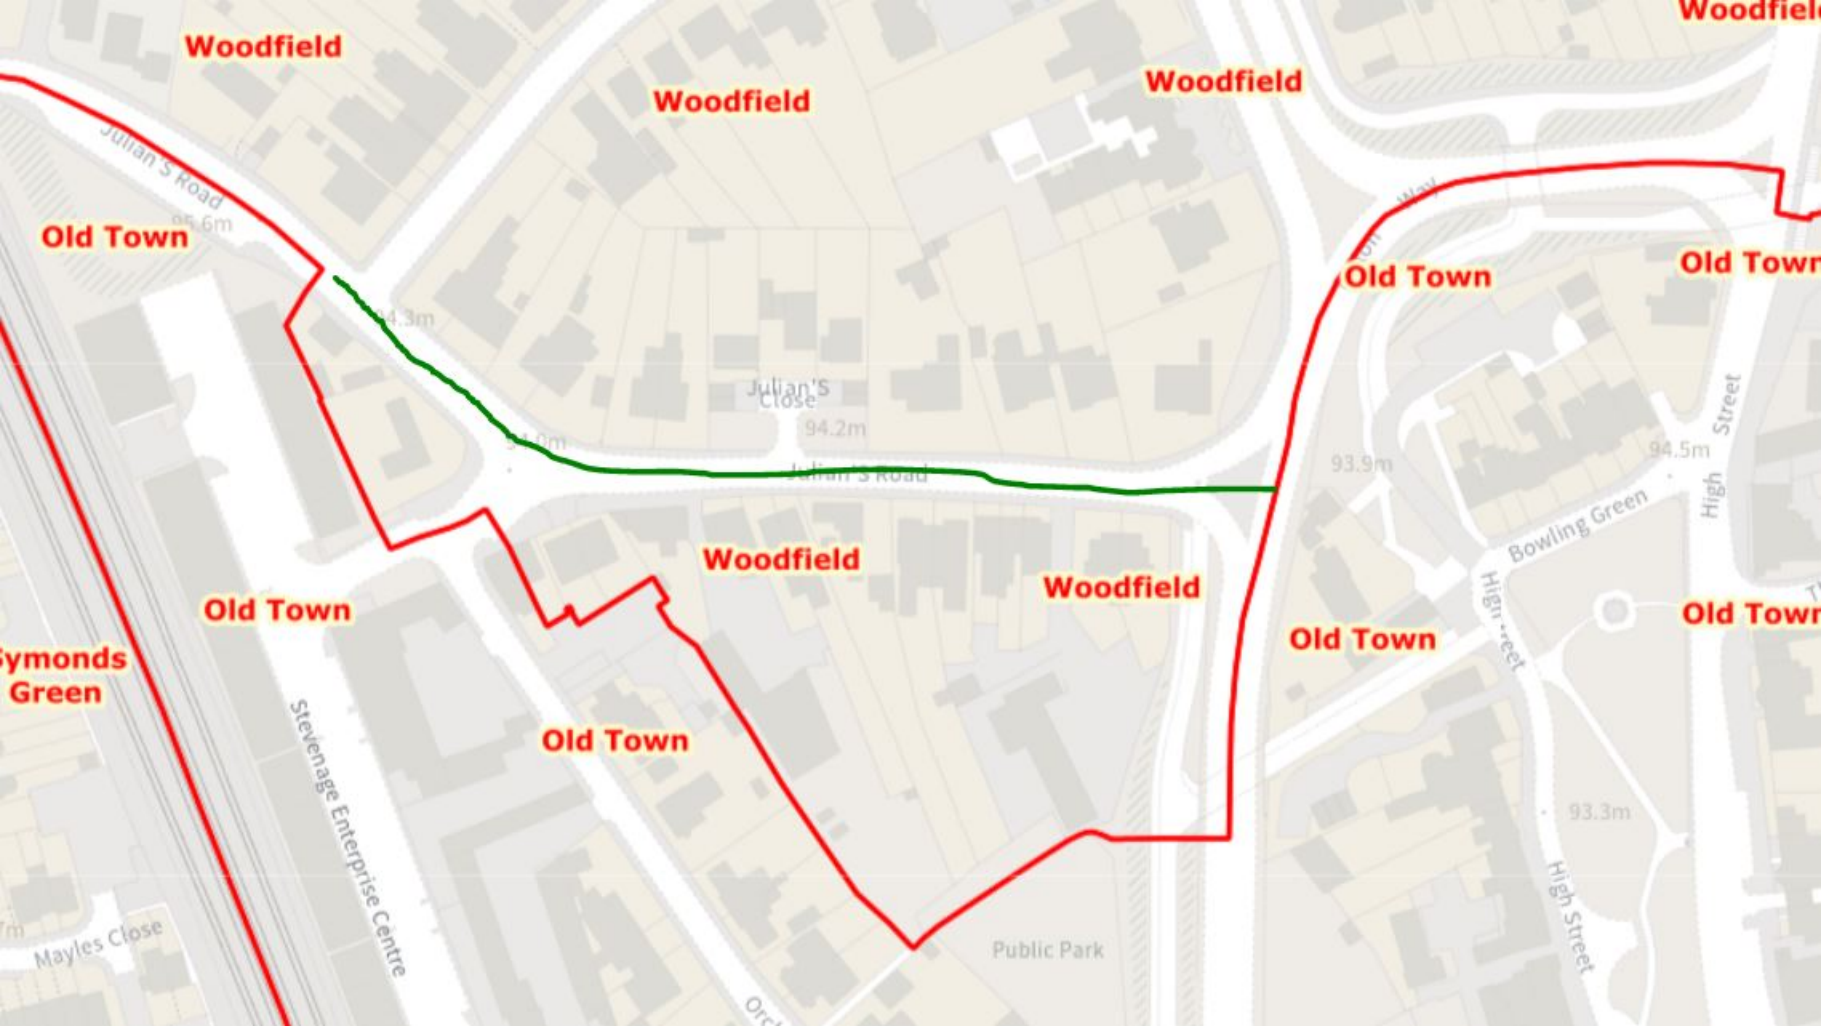 Woodfield
Woodfield
Woodfield
Julian'S Road
95.6m
Old Town
Way
Old Town
Old Town
94.3m
Julian'S
Close
94.2m
94.0m
Julian'S Road
93.9m
94.5m
High Street
Bowling Green
Woodfield
Woodfield
Old Town
High Street
Old Town
Old Town
Symonds
Green
Old Town
Stevenage Enterprise Centre
93.3m
High Street
Mayles Close
Public Park